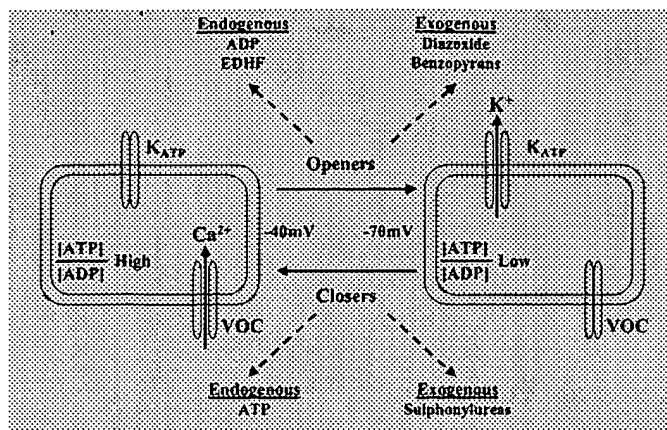 Endogenous
ADP
EDHF
Exogenous
Diazoxide
Benzopyrans
K+
KATP
Openers
KATP
[ATP]
[ADP]
High
Ca2+
-40mV
-70mV
[ATP]
[ADP]
Low
Closers
VOC
VOC
Endogenous
ATP
Exogenous
Sulphonylureas